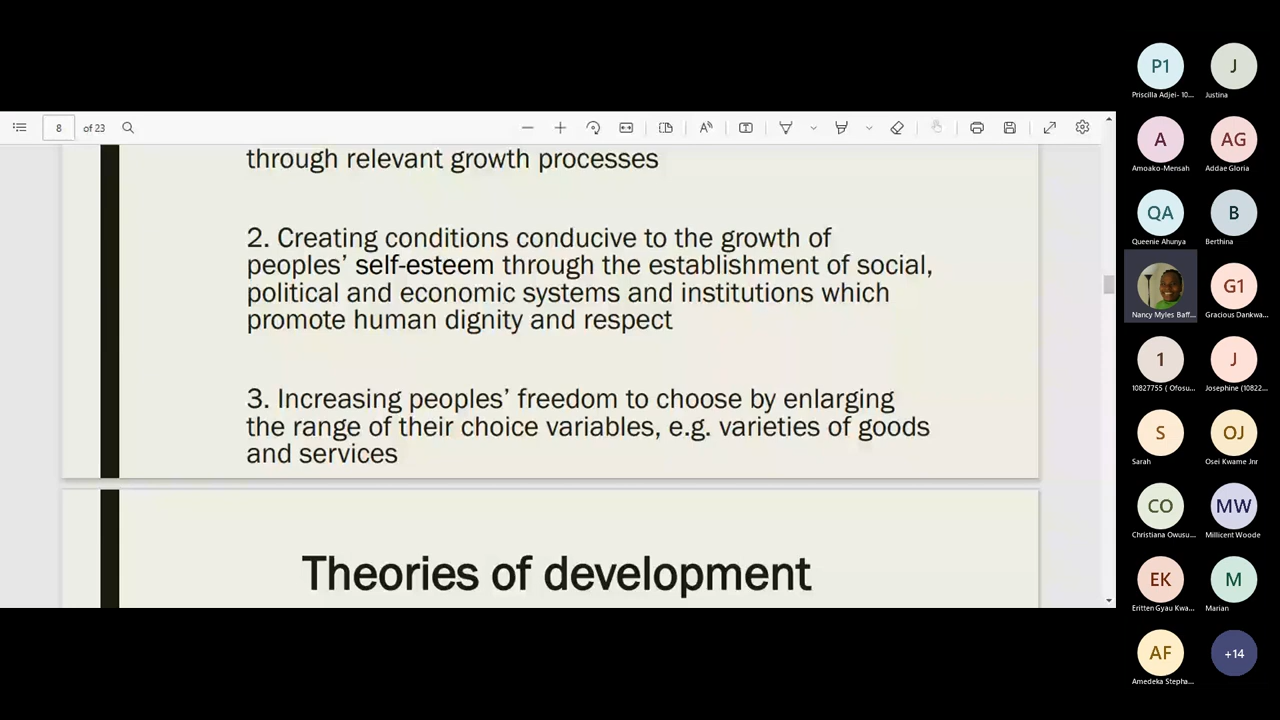 8 of 23
through relevant growth processes
2. Creating conditions conducive to the growth of
peoples' self-esteem through the establishment of social,
political and economic systems and institutions which
promote human dignity and respect
3. Increasing peoples' freedom to choose by enlarging
the range of their choice variables, e.g. varieties of goods
and services
Theories of development
P1 J
Priscilla Adjei- 10... Justina
A AG
Amoako-Mensah Addae Gloria
QA B
Queenie Ahunya Berthina
G1
Nancy Myles Baff... Gracious Dankwa...
1 J
10827755 ( Ofosu... Josephine (10822...
S OJ
Sarah Osei Kwame Jnr
CO MW
Christiana Owusu... Millicent Woode
EK M
Eritten Gyau Kwa... Marian
AF +14
Amedeka Stepha...